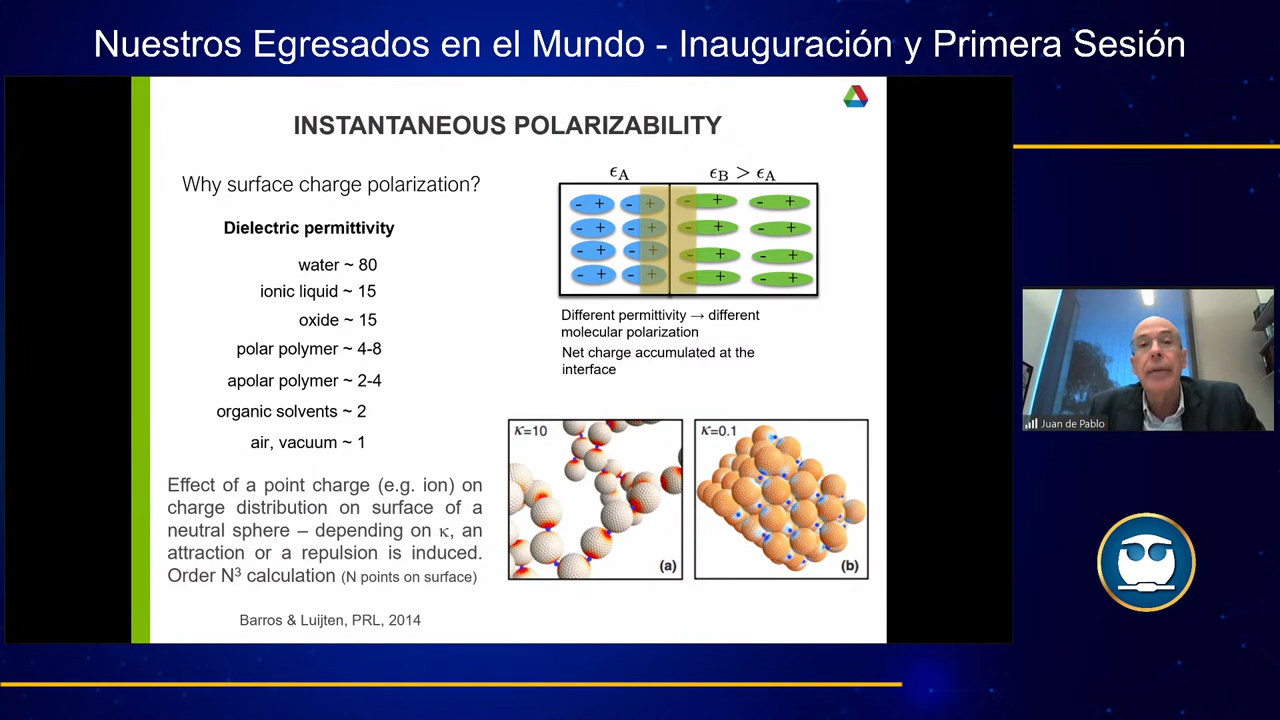 Nuestros Egresados en el Mundo - Inauguración y Primera Sesión
INSTANTANEOUS POLARIZABILITY
Why surface charge polarization?
Dielectric permittivity
water ~ 80
ionic liquid ~ 15
oxide ~ 15
polar polymer ~ 4-8
apolar polymer ~ 2-4
organic solvents ~ 2
air, vacuum ~ 1
Effect of a point charge (e.g. ion) on
charge distribution on surface of a
neutral sphere – depending on κ, an
attraction or a repulsion is induced.
Order N³ calculation (N points on surface)
Barros & Luijten, PRL, 2014
ϵA
ϵB > ϵA
- + - + - + - +
- + - + - + - +
- + - + - + - +
- + - + - + - +
Different permittivity → different
molecular polarization
Net charge accumulated at the
interface
κ=10
(a)
κ=0.1
(b)
Juan de Pablo